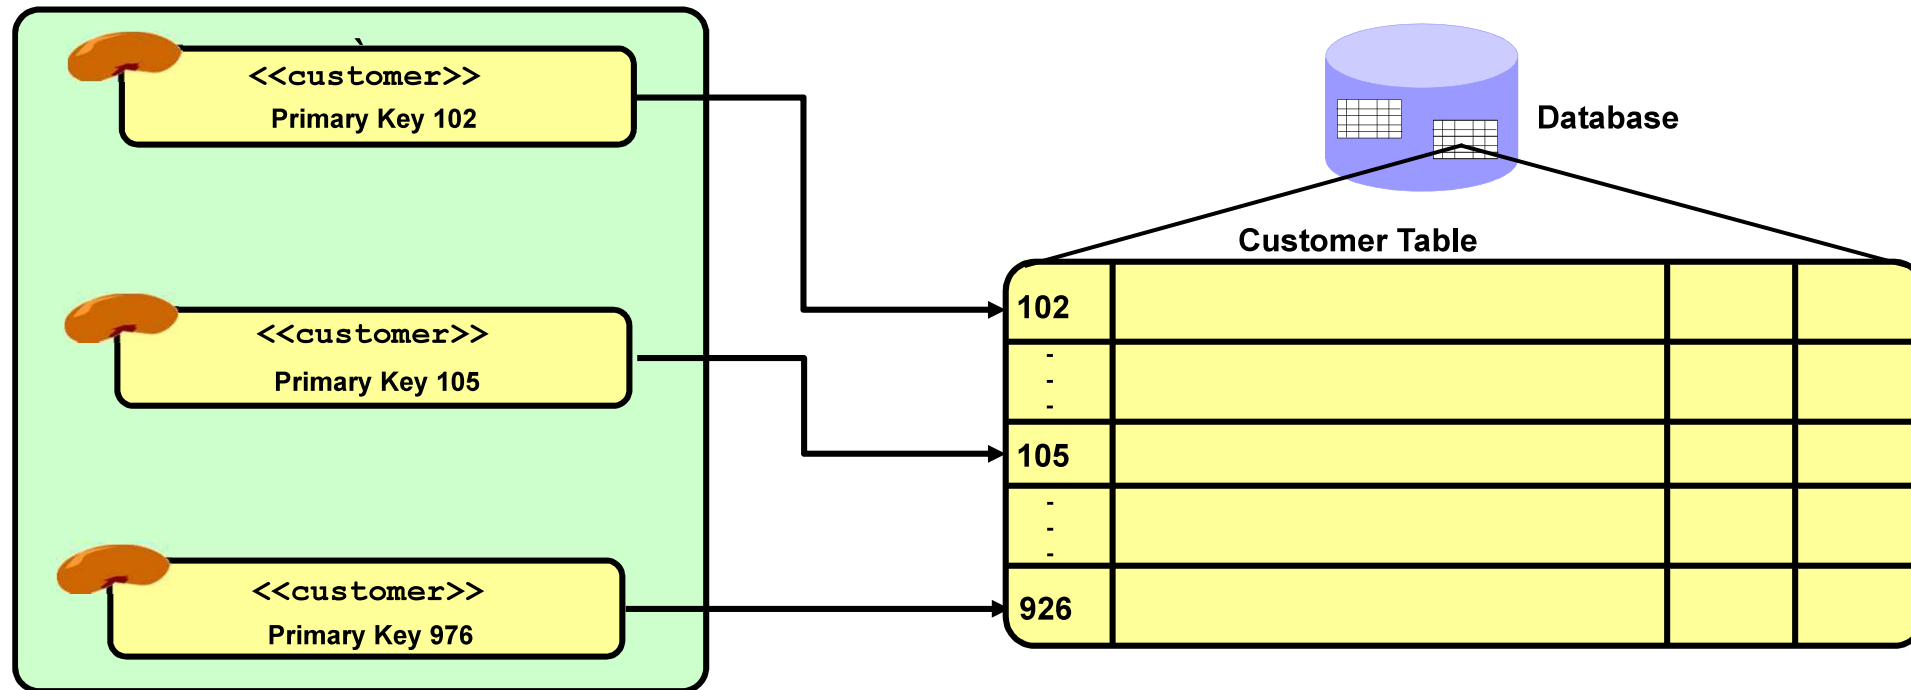 `
<<customer>>
Primary Key 102
<<customer>>
Primary Key 105
<<customer>>
Primary Key 976
Database
Customer Table
102
-
-
-
105
-
-
-
926